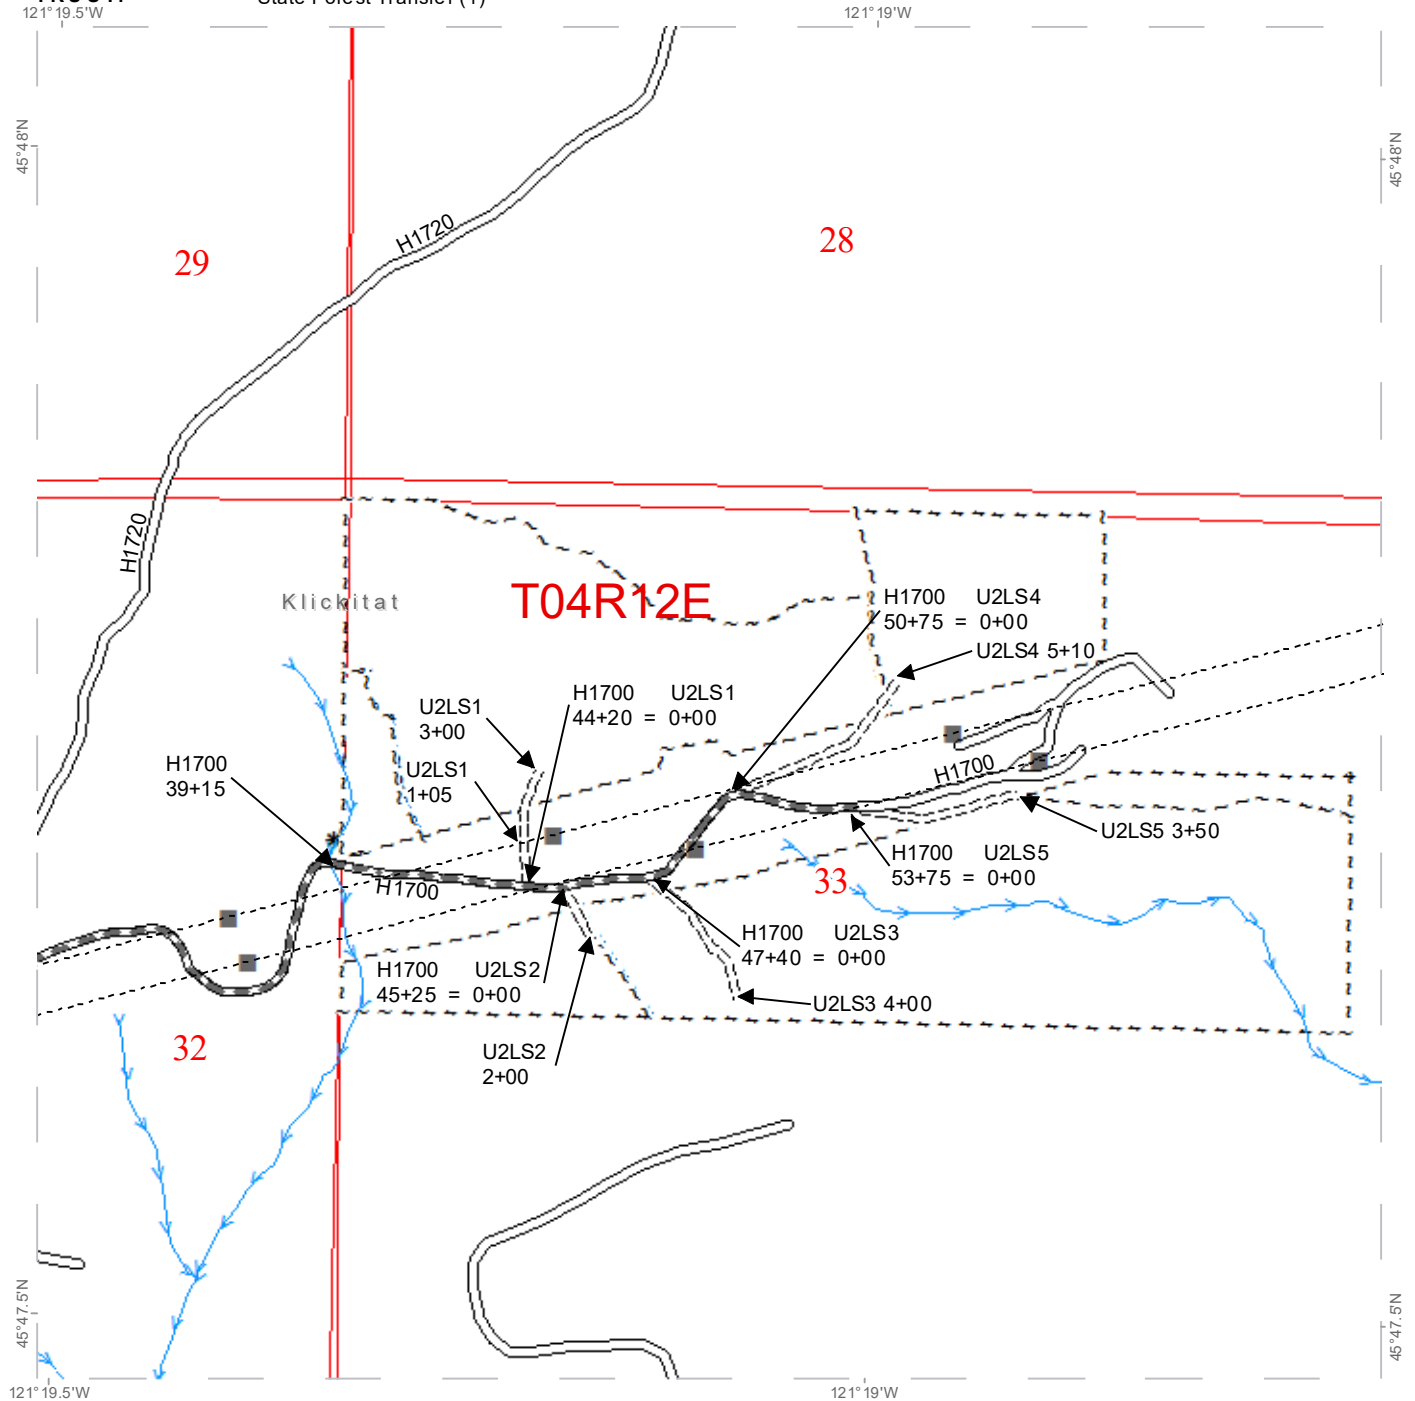 State Forest Transfer (1)
121°19.5'W
121°19'W
45°48'N
45°48'N
H1720
29
28
H1720
Klickitat
T04R12E
H1700 U2LS4
50+75 = 0+00
U2LS4 5+10
U2LS1
3+00
H1700 U2LS1
44+20 = 0+00
H1700
39+15
U2LS1
1+05
H1700
U2LS5 3+50
H1700 U2LS5
53+75 = 0+00
33
H1700
H1700 U2LS3
47+40 = 0+00
H1700 U2LS2
45+25 = 0+00
U2LS3 4+00
32
U2LS2
2+00
45°47.5'N
45°47.5'N
121°19.5'W
121°19'W